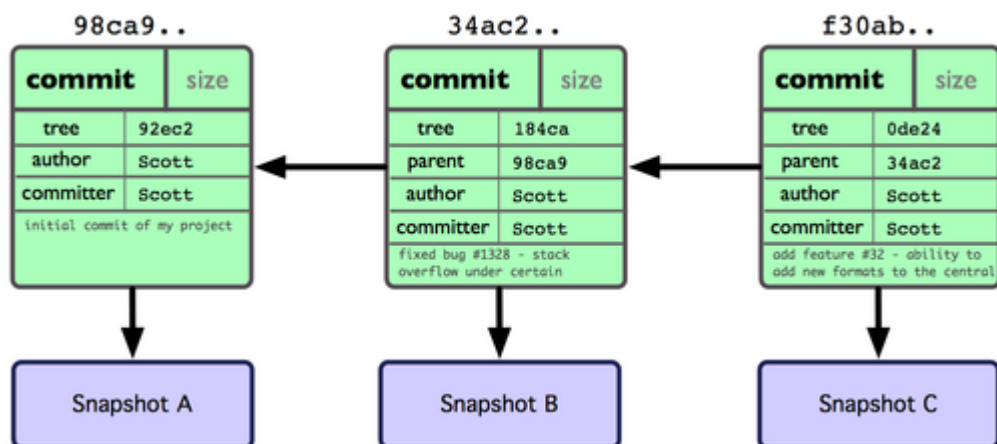 98ca9..
commit size
tree 92ec2
author Scott
committer Scott
initial commit of my project
Snapshot A
34ac2..
commit size
tree 184ca
parent 98ca9
author Scott
committer Scott
fixed bug #1328 - stack
overflow under certain
Snapshot B
f30ab..
commit size
tree 0de24
parent 34ac2
author Scott
committer Scott
add feature #32 - ability to
add new formats to the central
Snapshot C